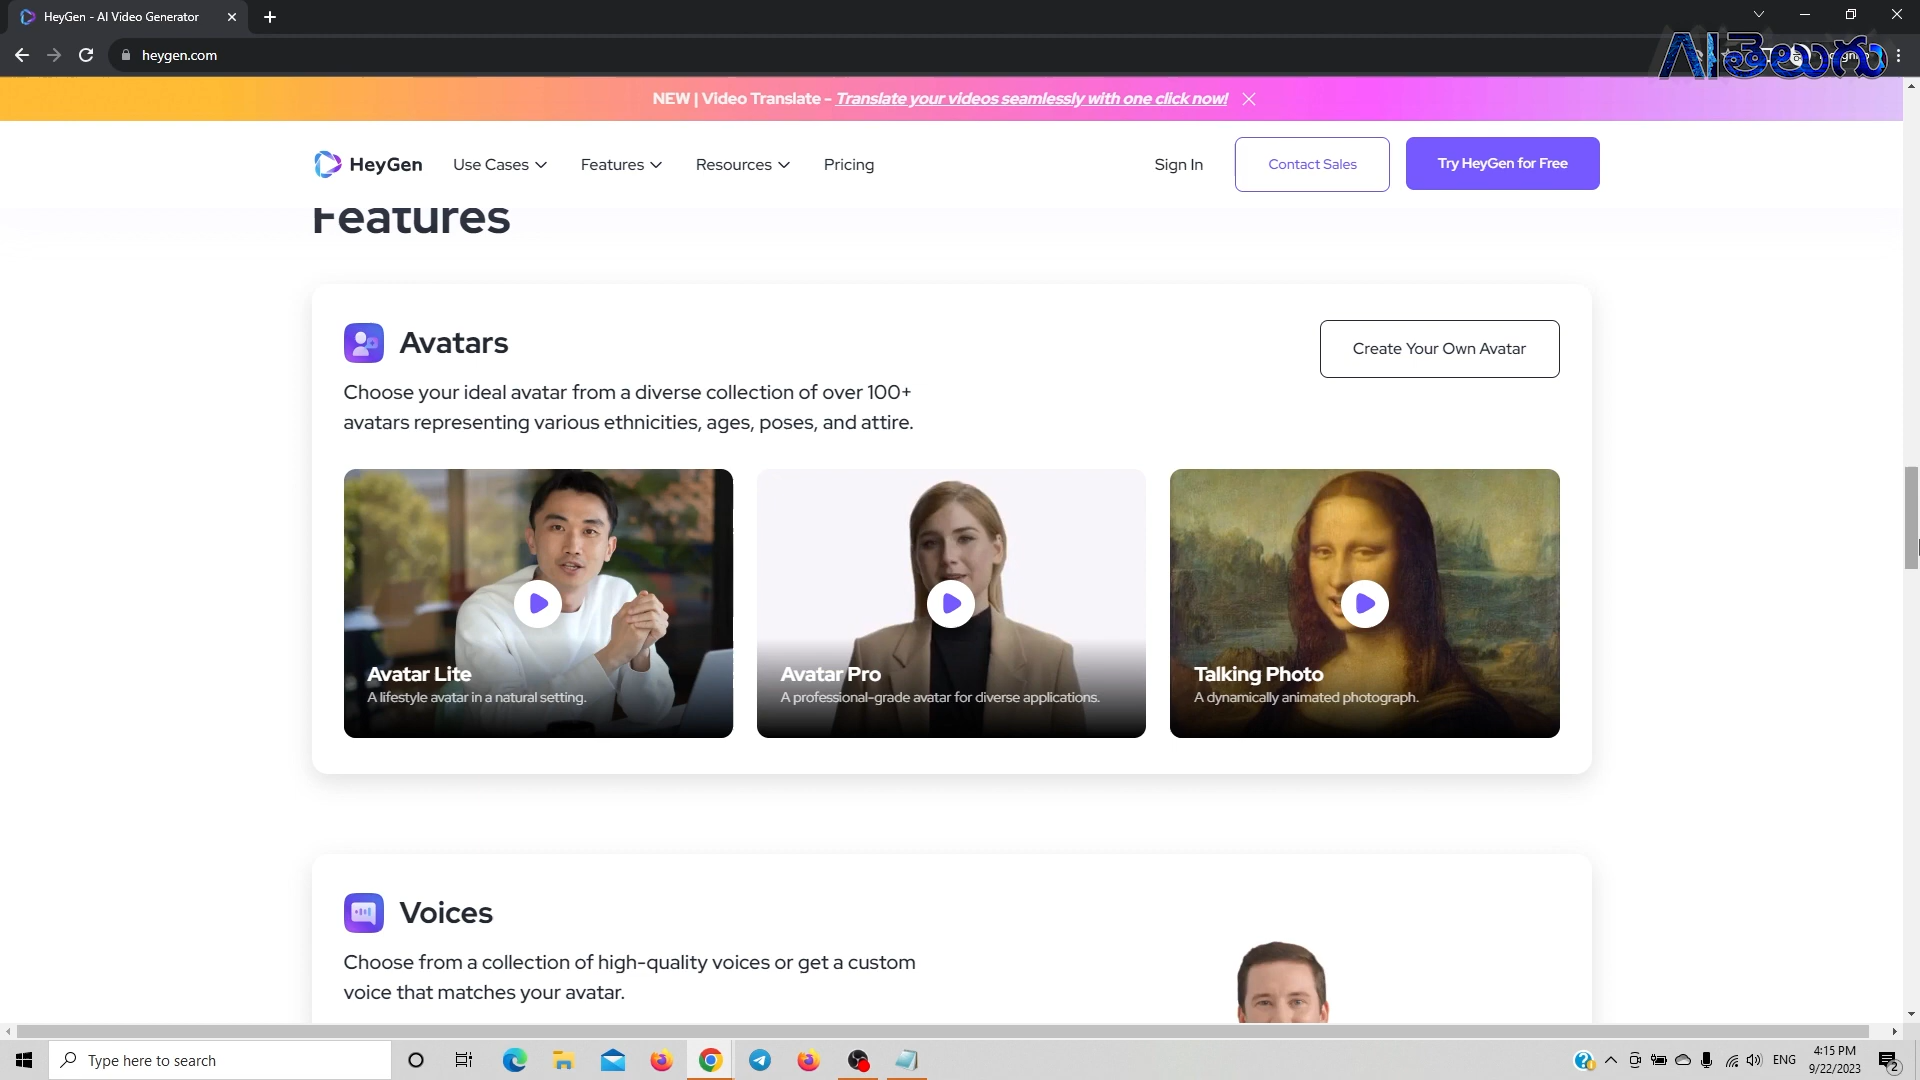 HeyGen - AI Video Generator
heygen.com
AI తెలుగు
NEW | Video Translate - Translate your videos seamlessly with one click now!
HeyGen
Use Cases
Features
Resources
Pricing
Sign In
Contact Sales
Try HeyGen for Free
Features
Avatars
Create Your Own Avatar
Choose your ideal avatar from a diverse collection of over 100+
avatars representing various ethnicities, ages, poses, and attire.
Avatar Lite
A lifestyle avatar in a natural setting.
Avatar Pro
A professional-grade avatar for diverse applications.
Talking Photo
A dynamically animated photograph.
Voices
Choose from a collection of high-quality voices or get a custom
voice that matches your avatar.
Type here to search
ENG
4:15 PM
9/22/2023
2